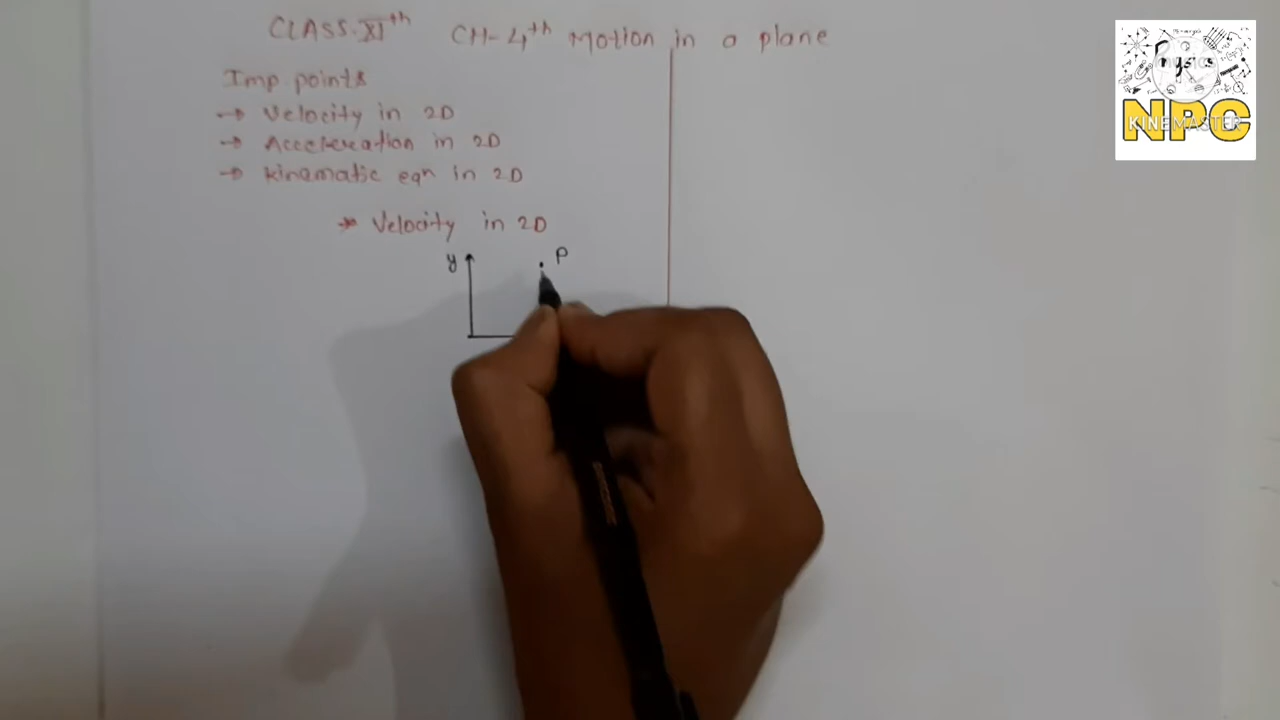 CLASS-XIth CH-4th Motion in a plane
Imp points
→ Velocity in 2D
→ Acceleration in 2D
→ Kinematic eqn in 2D
* Velocity in 2D
y
P
Physics
NPC
KINEMASTER